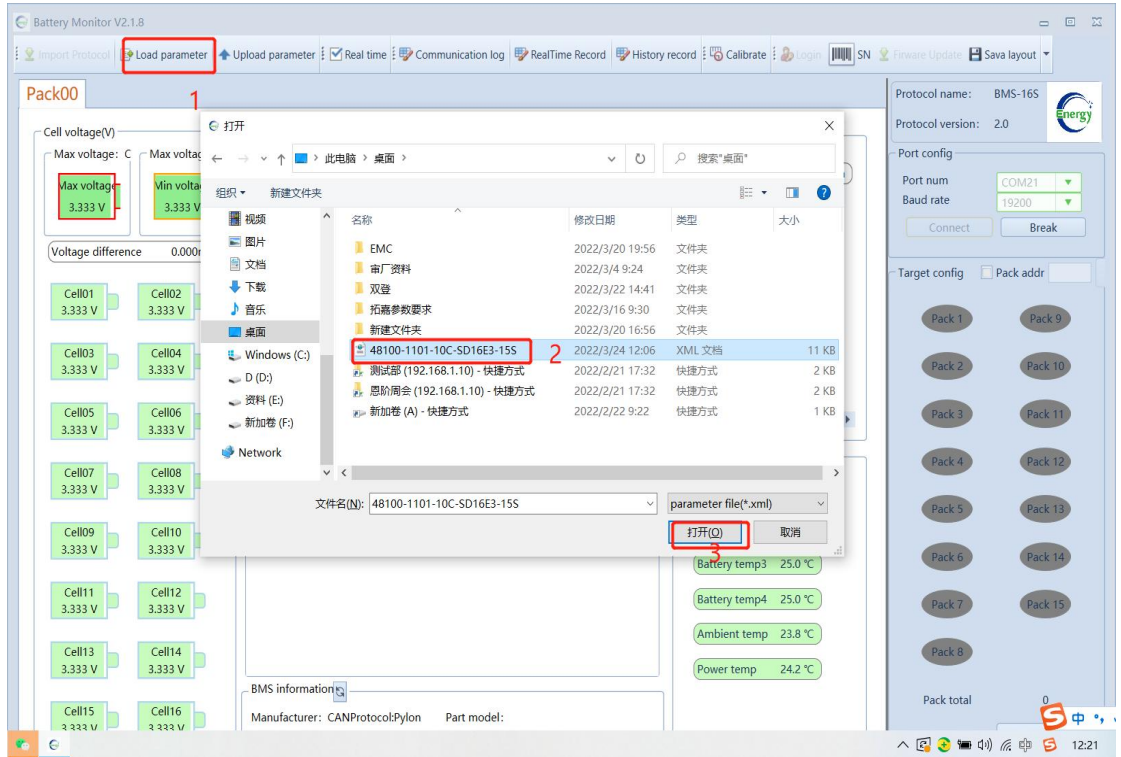 Battery Monitor V2.1.8
Import Protocol Load parameter Upload parameter Real time Communication log RealTime Record History record Calibrate Login SN Firware Update Sava layout
Pack00
1
Protocol name: BMS-16S
Protocol version: 2.0
Energy
Cell voltage(V)
Max voltage: C
Max voltag
Max voltage
3.333 V
Min volta
3.333 V
Voltage difference 0.000
Cell01
3.333 V
Cell02
3.333 V
Cell03
3.333 V
Cell04
3.333 V
Cell05
3.333 V
Cell06
3.333 V
Cell07
3.333 V
Cell08
3.333 V
Cell09
3.333 V
Cell10
3.333 V
Cell11
3.333 V
Cell12
3.333 V
Cell13
3.333 V
Cell14
3.333 V
Cell15
3.333 V
Cell16
3.333 V
打开
此电脑 > 桌面 >
搜索"桌面"
组织 新建文件夹
视频
图片
文档
下载
音乐
桌面
Windows (C:)
D (D:)
资料 (E:)
新加卷 (F:)
Network
名称 修改日期 类型 大小
EMC 2022/3/20 19:56 文件夹
宙厂资料 2022/3/4 9:24 文件夹
双登 2022/3/22 14:41 文件夹
拓嘉参数要求 2022/3/16 9:30 文件夹
新建文件夹 2022/3/20 16:56 文件夹
48100-1101-10C-SD16E3-15S 2 2022/3/24 12:06 XML 文档 11 KB
测试部 (192.168.1.10) - 快捷方式 2022/2/21 17:32 快捷方式 2 KB
恩阶周会 (192.168.1.10) - 快捷方式 2022/2/21 17:32 快捷方式 2 KB
新加卷 (A) - 快捷方式 2022/2/22 9:22 快捷方式 1 KB
文件名(N): 48100-1101-10C-SD16E3-15S parameter file(*.xml)
打开(O) 取消
3
Battery temp3 25.0 ℃
Battery temp4 25.0 ℃
Ambient temp 23.8 ℃
Power temp 24.2 ℃
BMS information
Manufacturer: CANProtocol:Pylon Part model:
Port config
Port num COM21
Baud rate 19200
Connect Break
Target config Pack addr
Pack 1 Pack 9
Pack 2 Pack 10
Pack 3 Pack 11
Pack 4 Pack 12
Pack 5 Pack 13
Pack 6 Pack 14
Pack 7 Pack 15
Pack 8
Pack total 0
中
中 12:21